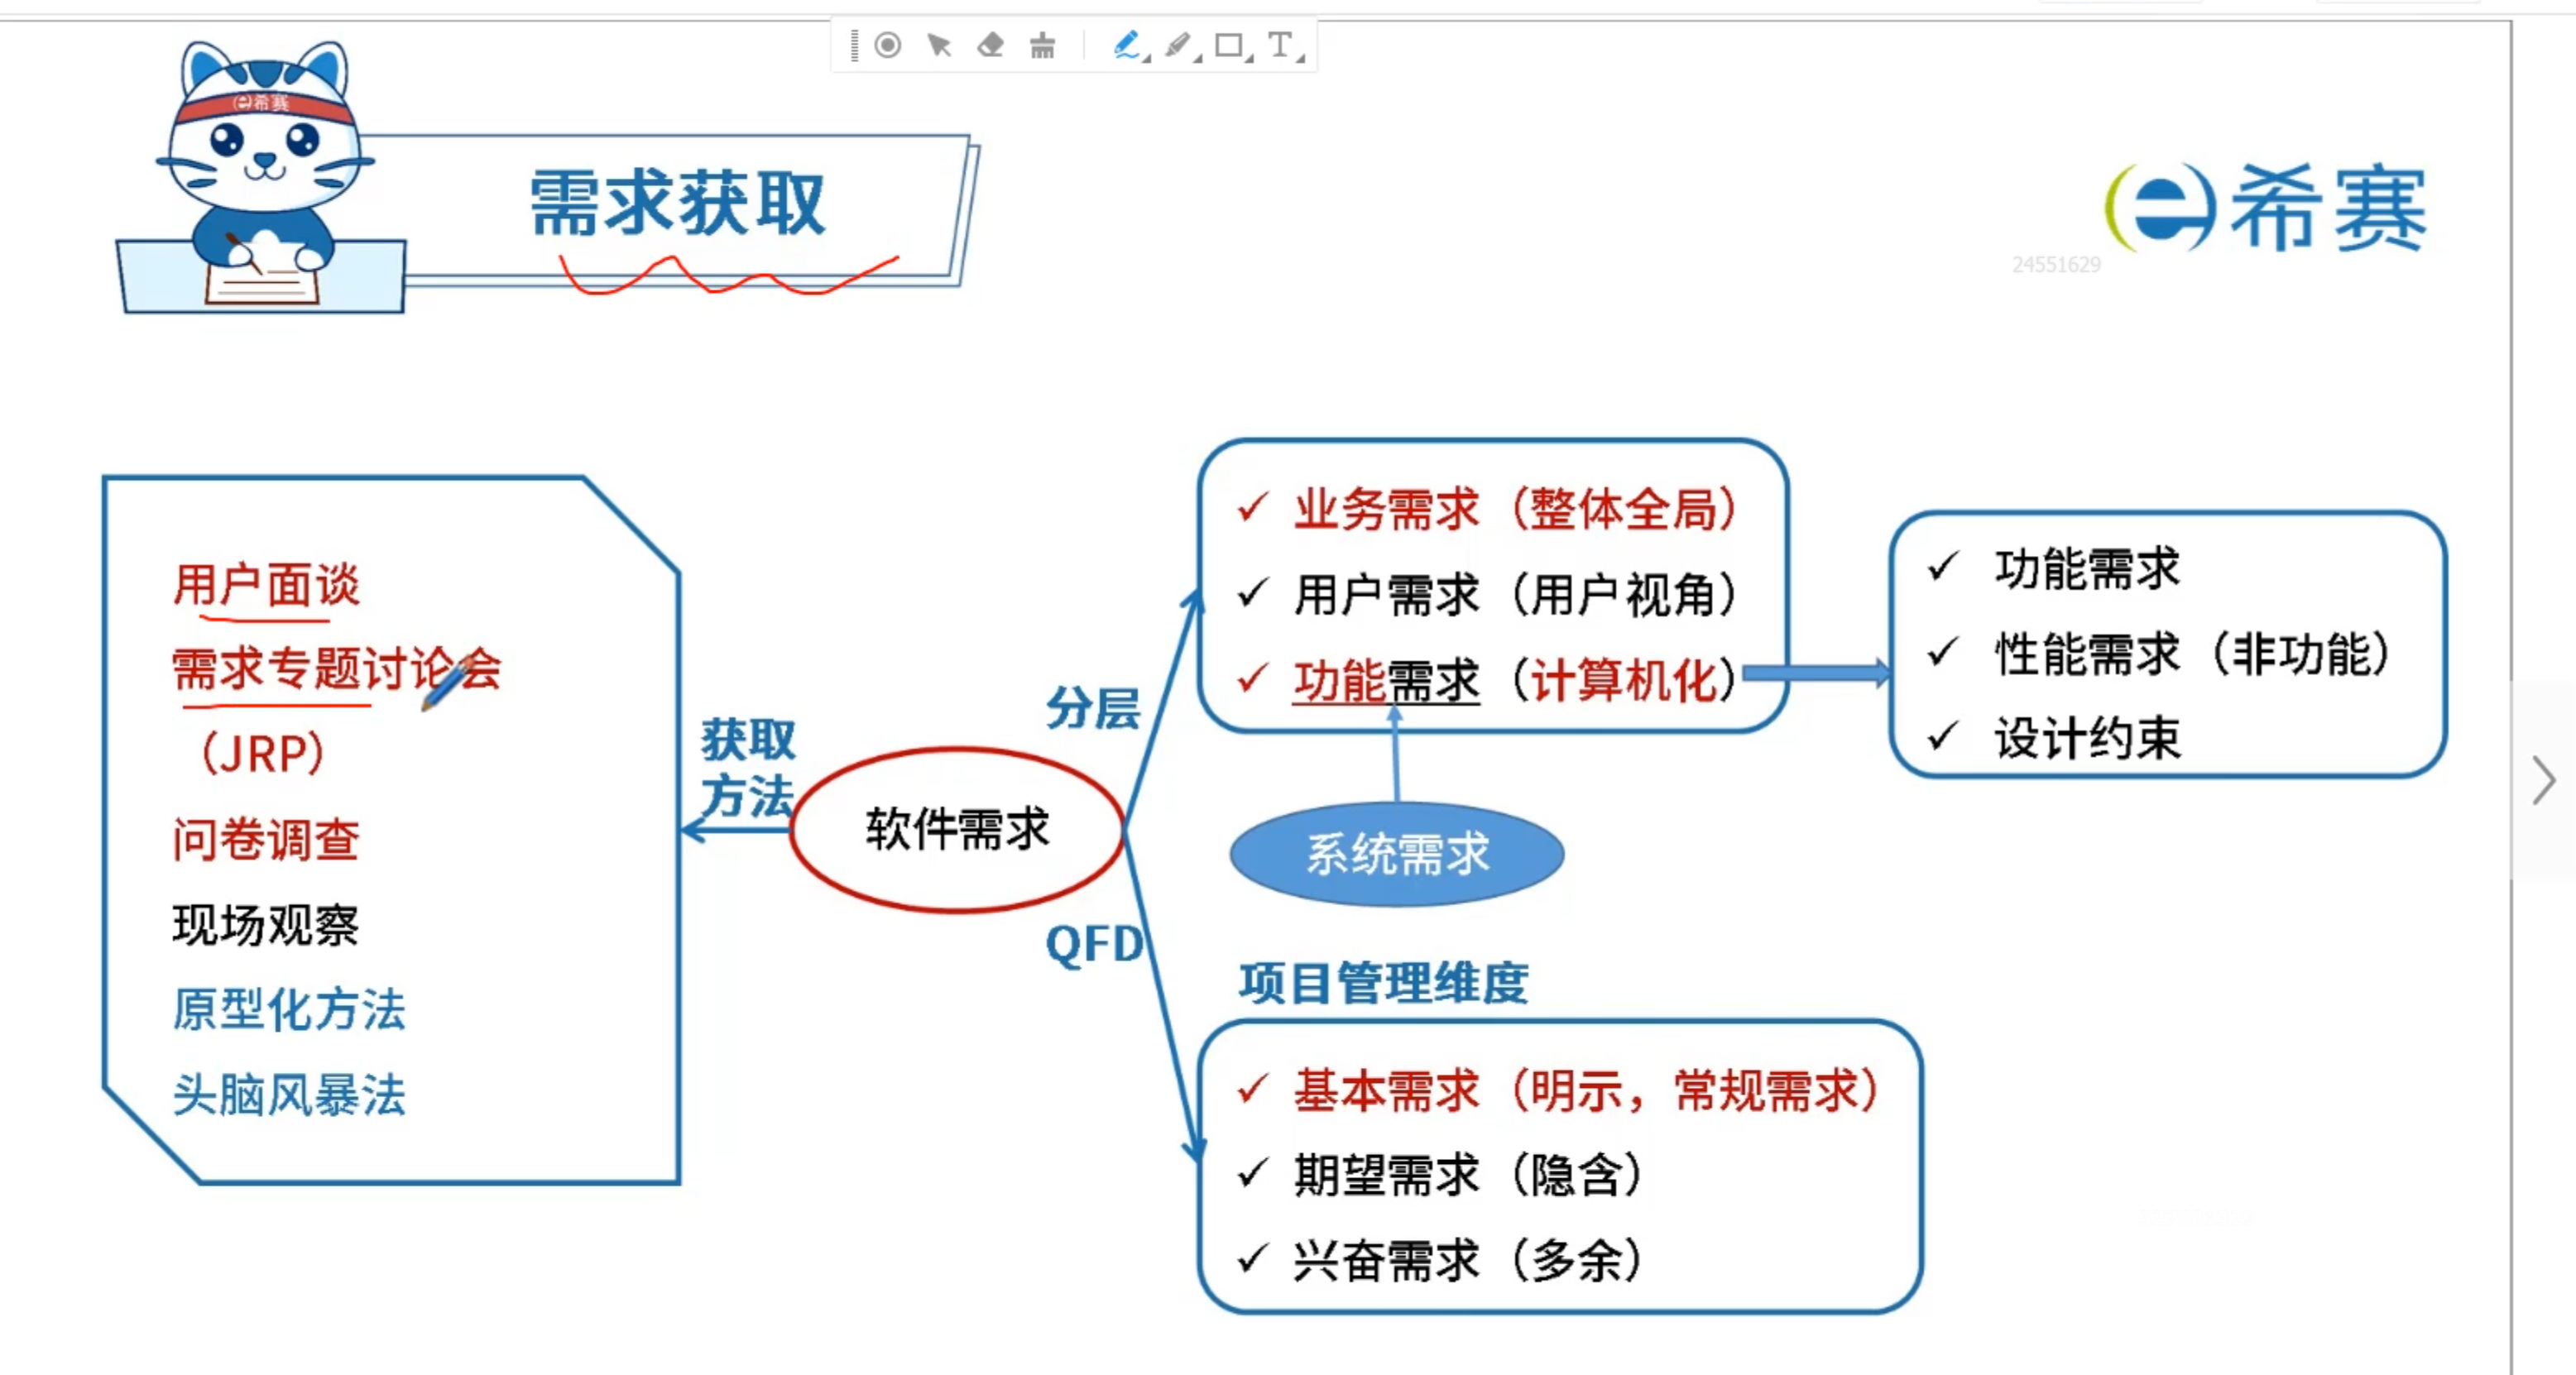 希赛
需求获取
希赛
24551629
用户面谈
需求专题讨论会
（JRP）
问卷调查
现场观察
原型化方法
头脑风暴法
获取
方法
软件需求
分层
QFD
业务需求（整体全局）
用户需求（用户视角）
功能需求（计算机化）
系统需求
功能需求
性能需求（非功能）
设计约束
项目管理维度
基本需求（明示，常规需求）
期望需求（隐含）
兴奋需求（多余）